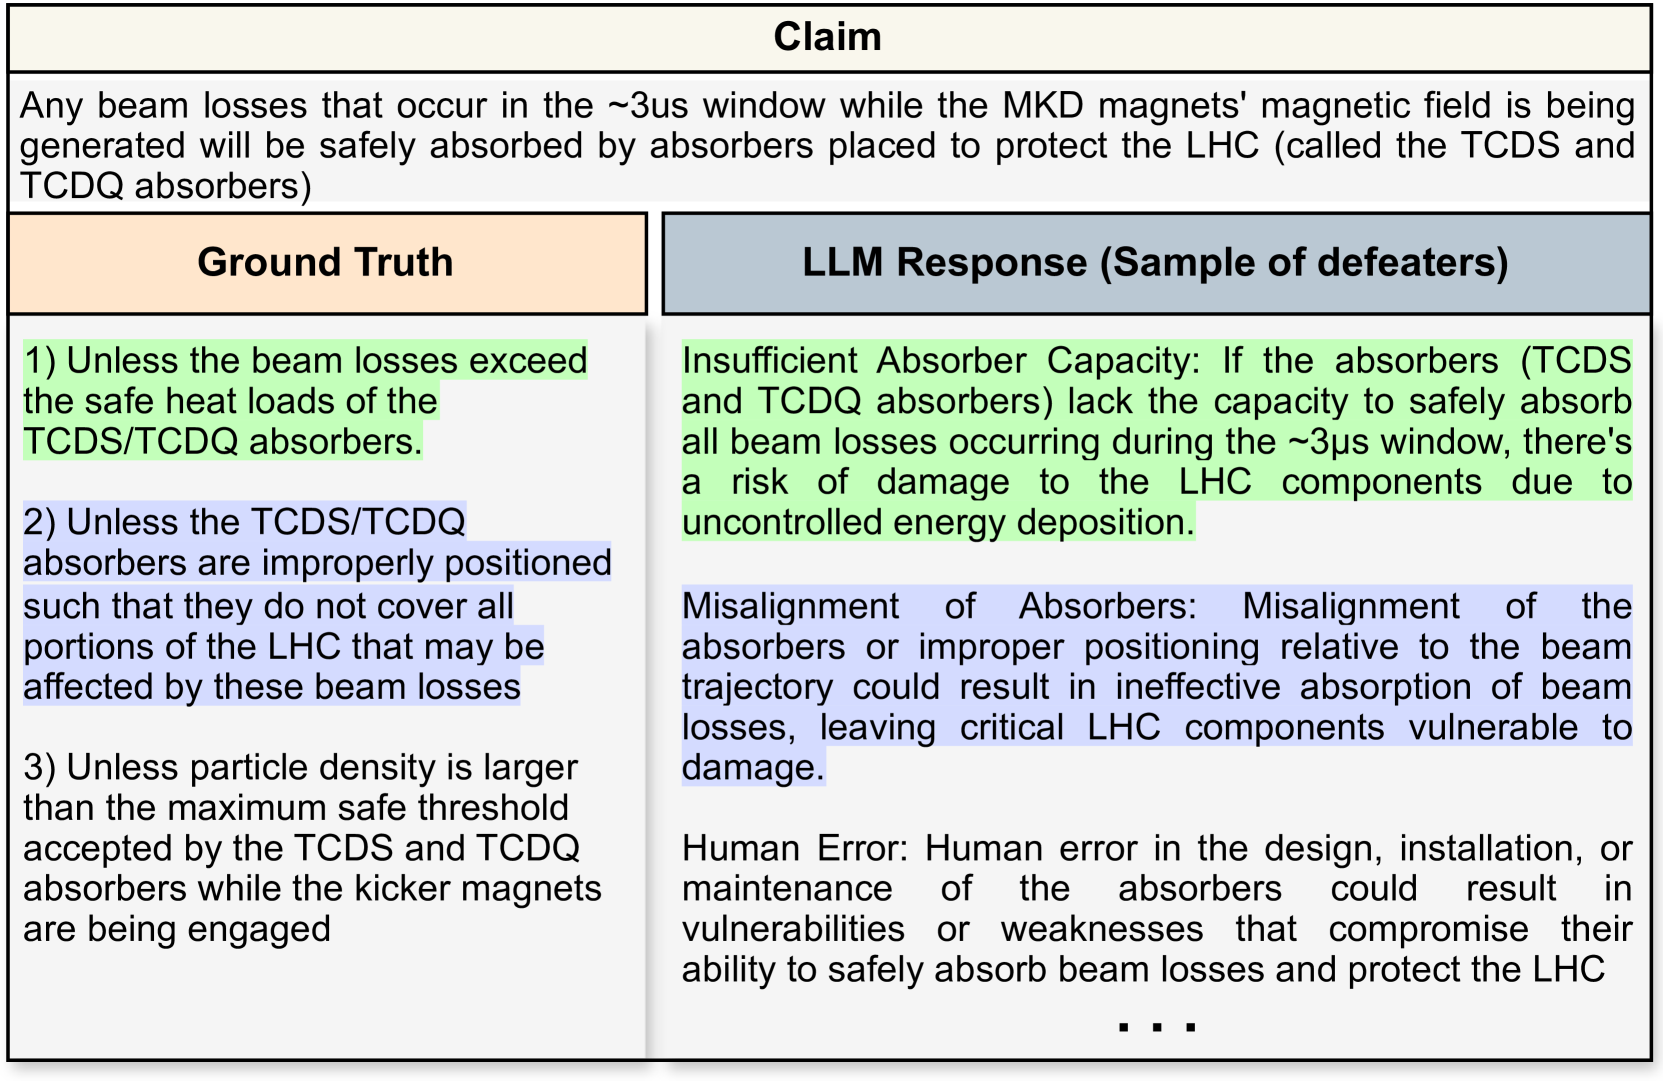 Claim
Any beam losses that occur in the ~3us window while the MKD magnets' magnetic field is being
generated will be safely absorbed by absorbers placed to protect the LHC (called the TCDS and
TCDQ absorbers)
Ground Truth
1) Unless the beam losses exceed
the safe heat loads of the
TCDS/TCDQ absorbers.
2) Unless the TCDS/TCDQ
absorbers are improperly positioned
such that they do not cover all
portions of the LHC that may be
affected by these beam losses
3) Unless particle density is larger
than the maximum safe threshold
accepted by the TCDS and TCDQ
absorbers while the kicker magnets
are being engaged
LLM Response (Sample of defeaters)
Insufficient Absorber Capacity: If the absorbers (TCDS
and TCDQ absorbers) lack the capacity to safely absorb
all beam losses occurring during the ~3μs window, there's
a risk of damage to the LHC components due to
uncontrolled energy deposition.
Misalignment of Absorbers: Misalignment of the
absorbers or improper positioning relative to the beam
trajectory could result in ineffective absorption of beam
losses, leaving critical LHC components vulnerable to
damage.
Human Error: Human error in the design, installation, or
maintenance of the absorbers could result in
vulnerabilities or weaknesses that compromise their
ability to safely absorb beam losses and protect the LHC
. . .